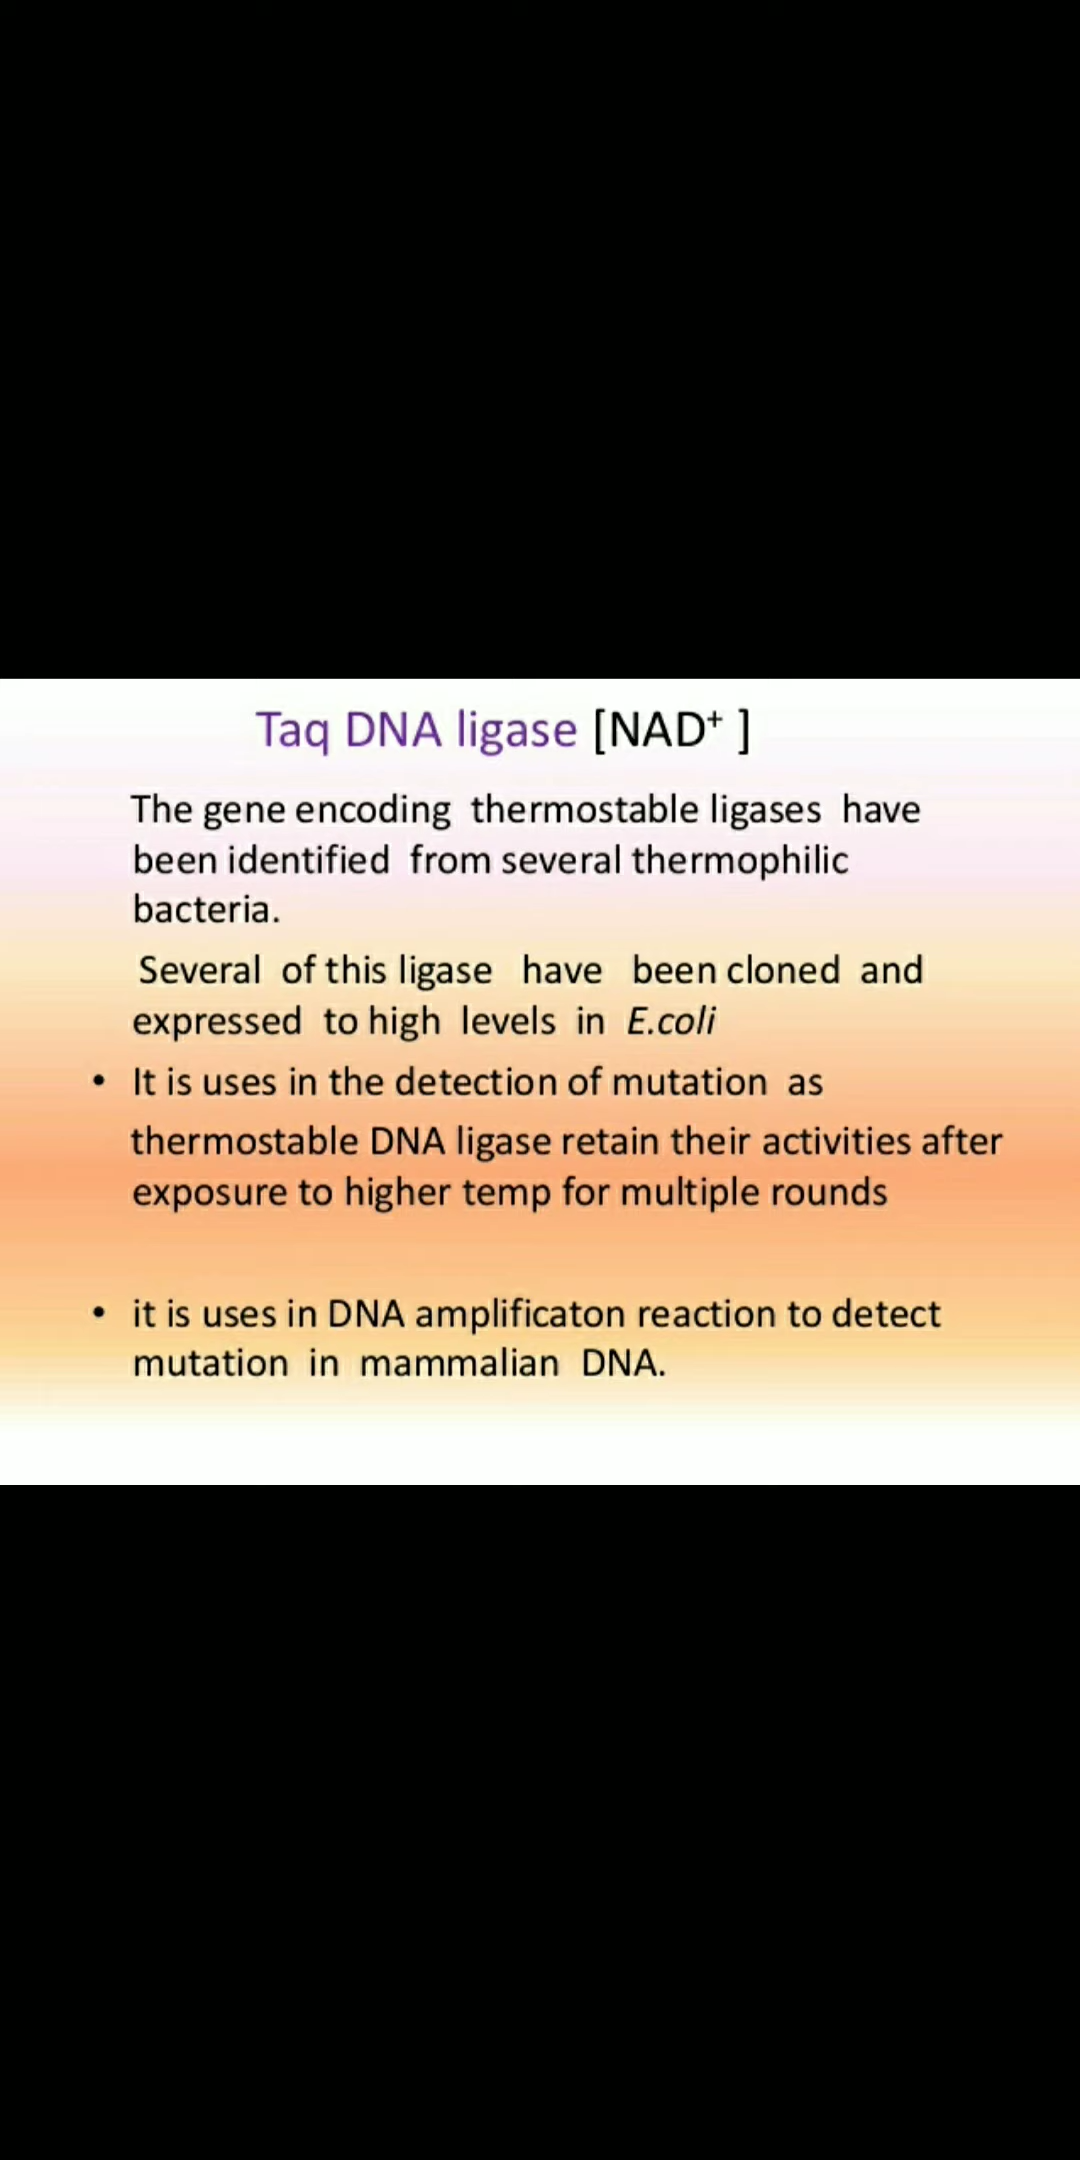 Taq DNA ligase [NAD⁺ ]
The gene encoding thermostable ligases have
been identified from several thermophilic
bacteria.
Several of this ligase have been cloned and
expressed to high levels in E.coli
• It is uses in the detection of mutation as
thermostable DNA ligase retain their activities after
exposure to higher temp for multiple rounds
• it is uses in DNA amplificaton reaction to detect
mutation in mammalian DNA.